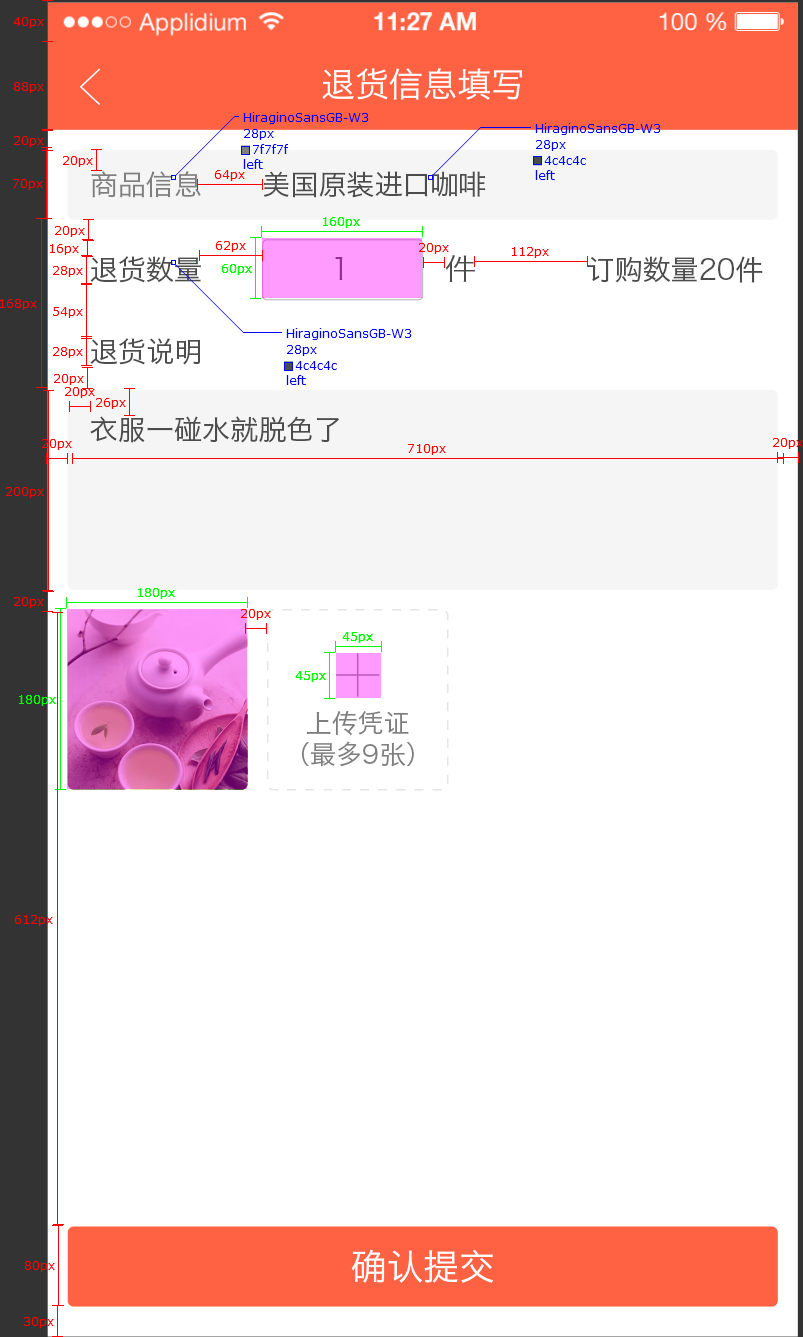 40px
Applidium
11:27 AM
100 %
88px
退货信息填写
20px
HiraginoSansGB-W3
28px
7f7f7f
left
HiraginoSansGB-W3
28px
4c4c4c
left
20px
70px
商品信息
64px
美国原装进口咖啡
20px
16px
28px
退货数量
62px
160px
60px
1
20px
件
112px
订购数量20件
168px
54px
HiraginoSansGB-W3
28px
4c4c4c
left
28px
退货说明
20px
20px
26px
衣服一碰水就脱色了
20px
710px
20px
200px
20px
180px
20px
180px
45px
45px
上传凭证
（最多9张）
612px
80px
确认提交
30px